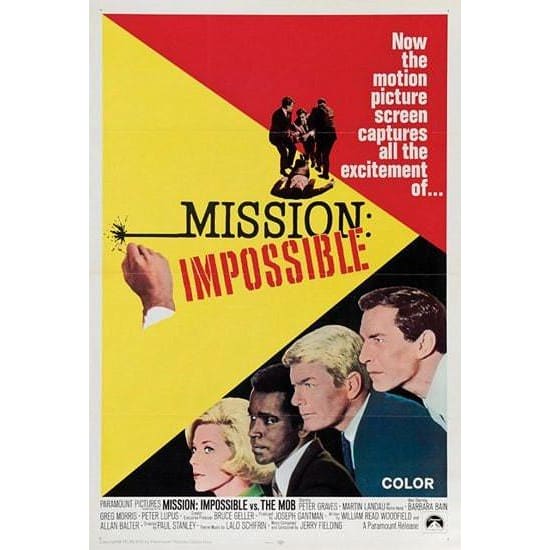 Now
the
motion
picture
screen
captures
all the
excitement
of...
MISSION:
IMPOSSIBLE
COLOR
PARAMOUNT PICTURES MISSION: IMPOSSIBLE vs. THE MOB PETER GRAVES · MARTIN LANDAU BARBARA BAIN
GREG MORRIS · PETER LUPUS · BRUCE GELLER · JOSEPH GANTMAN · WILLIAM READ WOODFIELD and
ALLAN BALTER · PAUL STANLEY · LALO SCHIFRIN JERRY FIELDING A Paramount Release